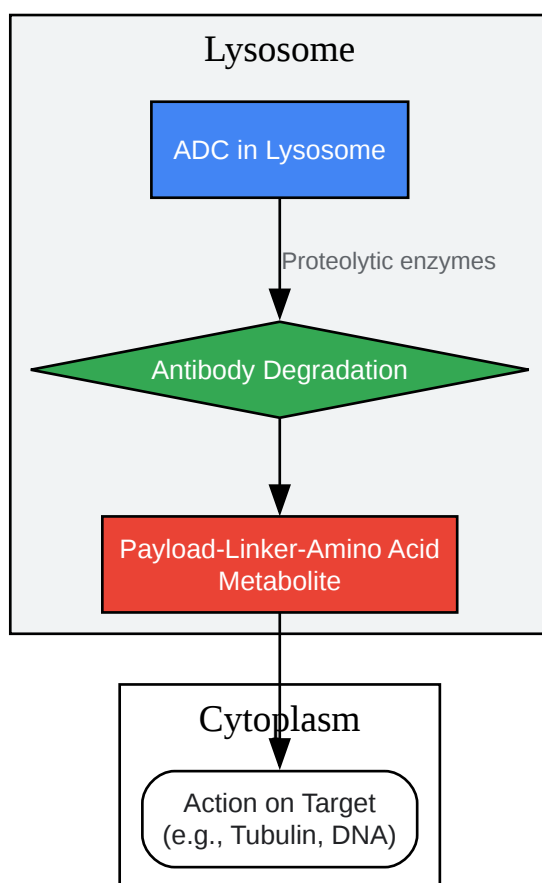 Lysosome
ADC in Lysosome
Proteolytic enzymes
Antibody Degradation
Payload-Linker-Amino Acid
Metabolite
Cytoplasm
Action on Target
(e.g., Tubulin, DNA)